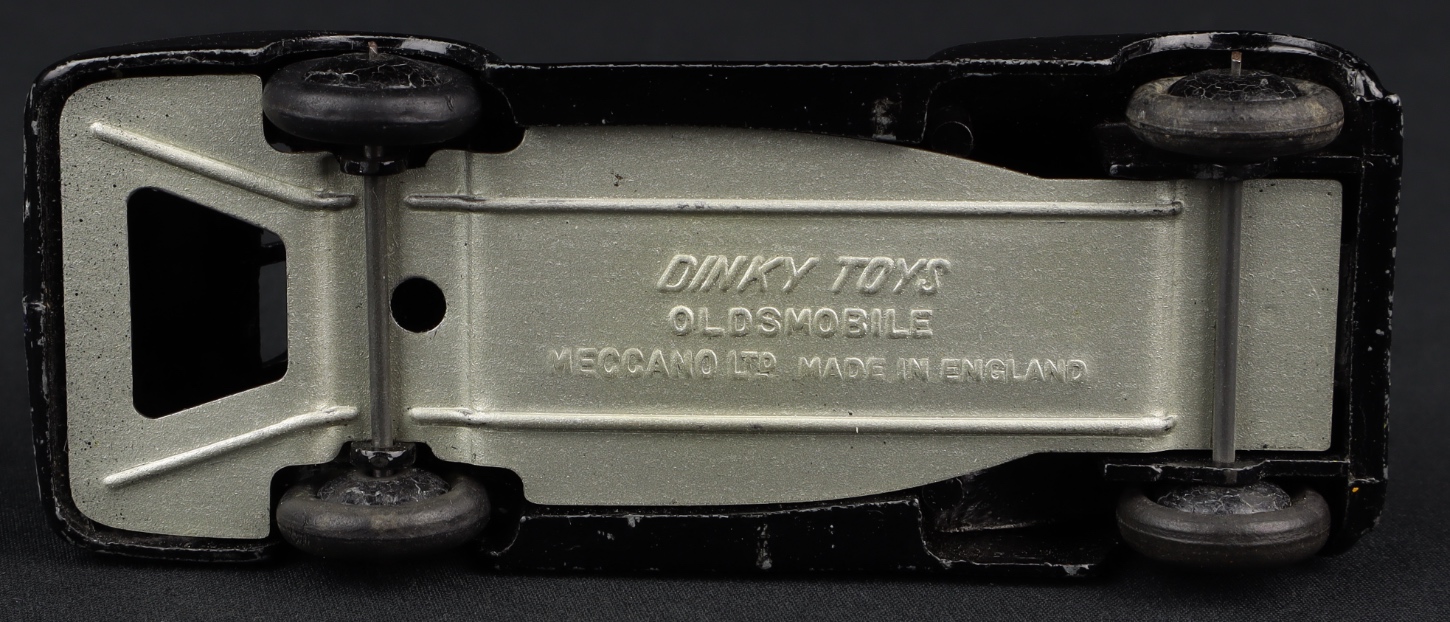 DINKY TOYS
OLDSMOBILE
MECCANO LTD MADE IN ENGLAND